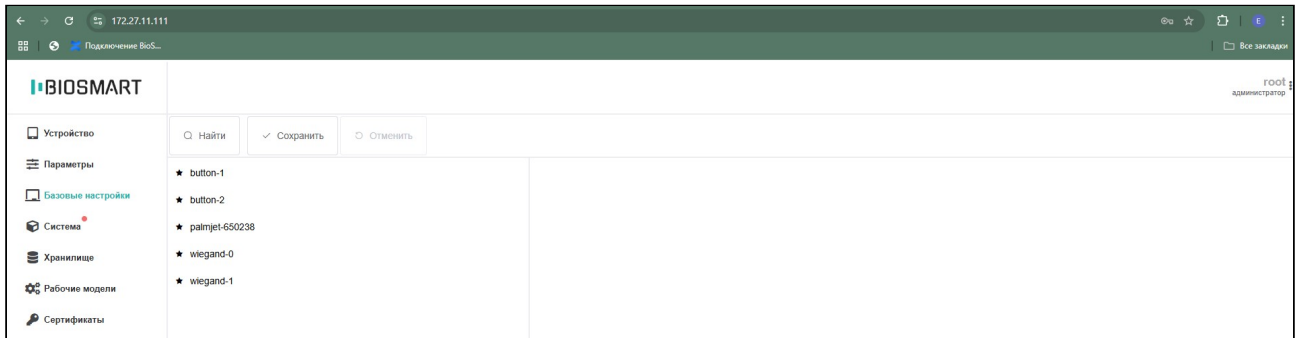 172.27.11.111
E
Подключение BioS...
Все закладки
BIOSMART
root
администратор
Устройство
Найти
Сохранить
Отменить
Параметры
button-1
Базовые настройки
button-2
Система
palmjet-650238
Хранилище
wiegand-0
Рабочие модели
wiegand-1
Сертификаты